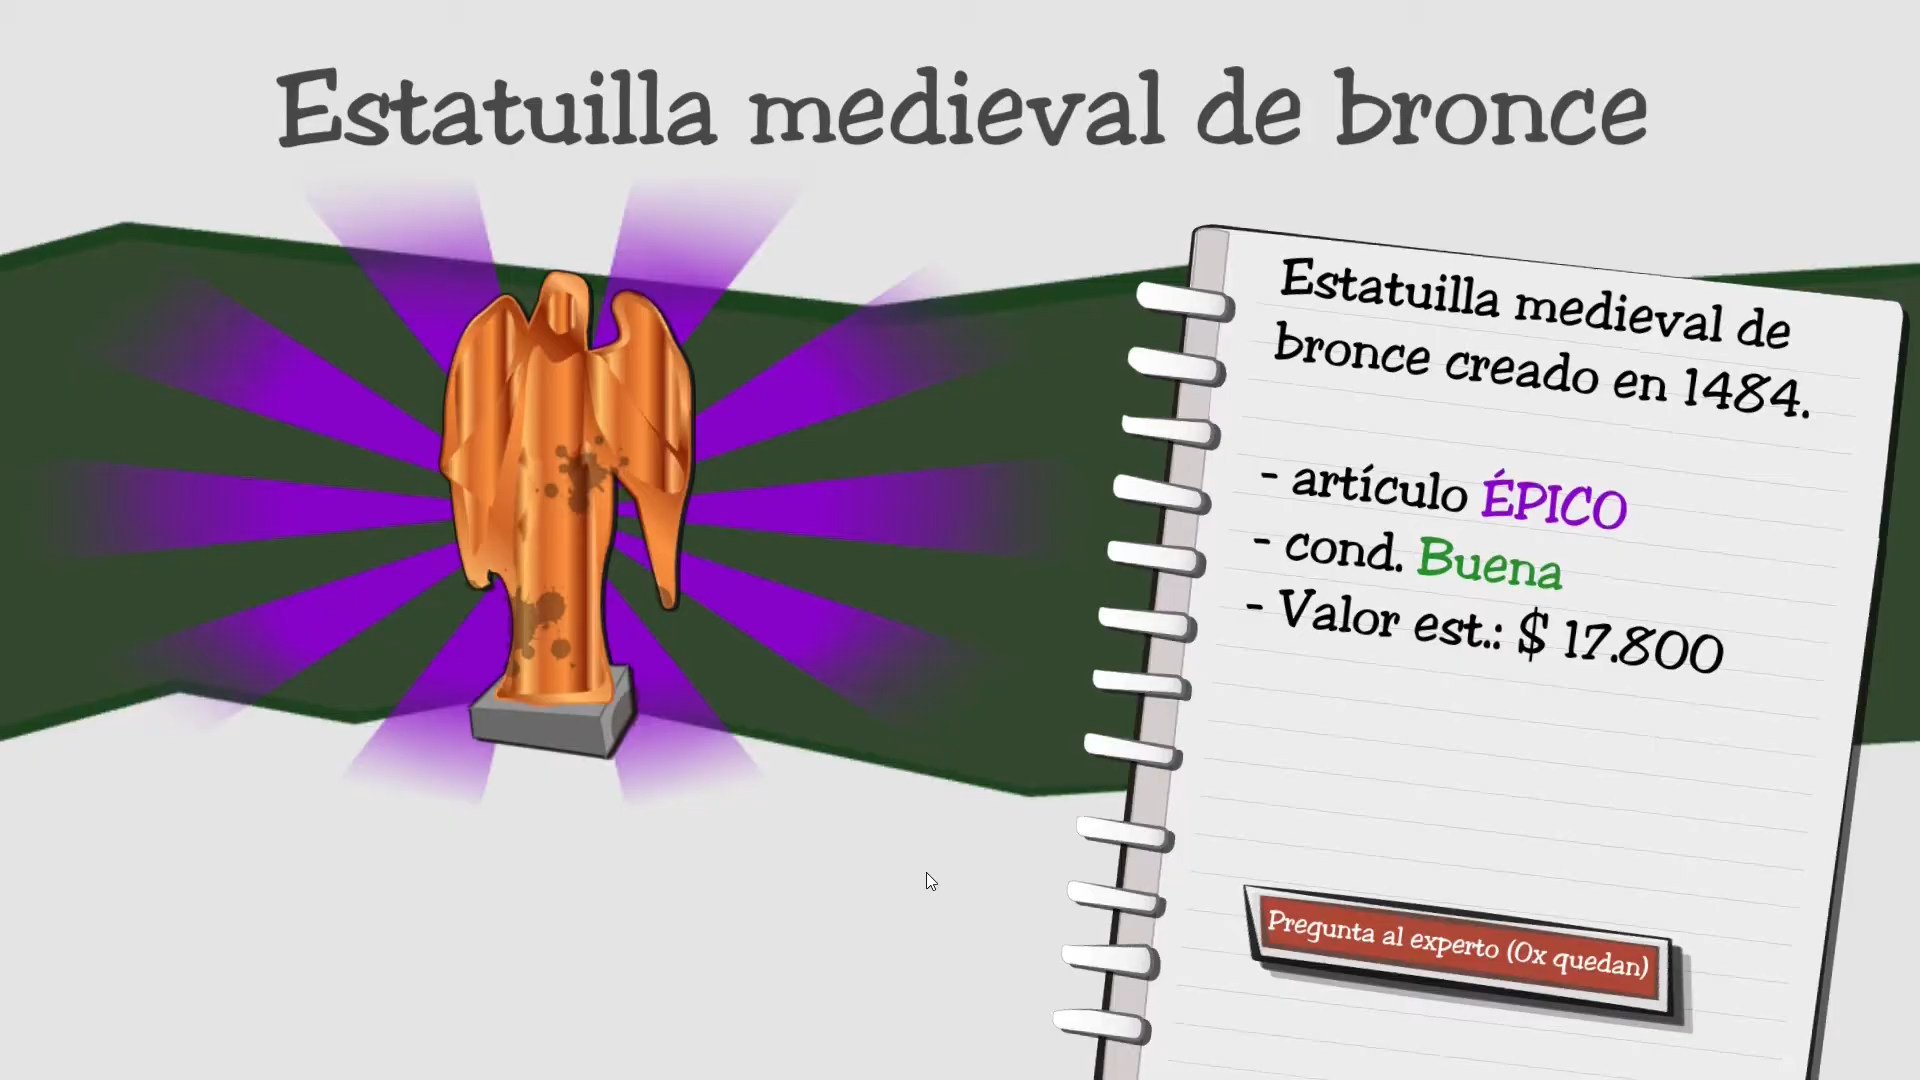 Estatuilla medieval de bronce
Estatuilla medieval de
bronce creado en 1484.
- artículo ÉPICO
- cond. Buena
- Valor est.: $ 17.800
Pregunta al experto (0x quedan)